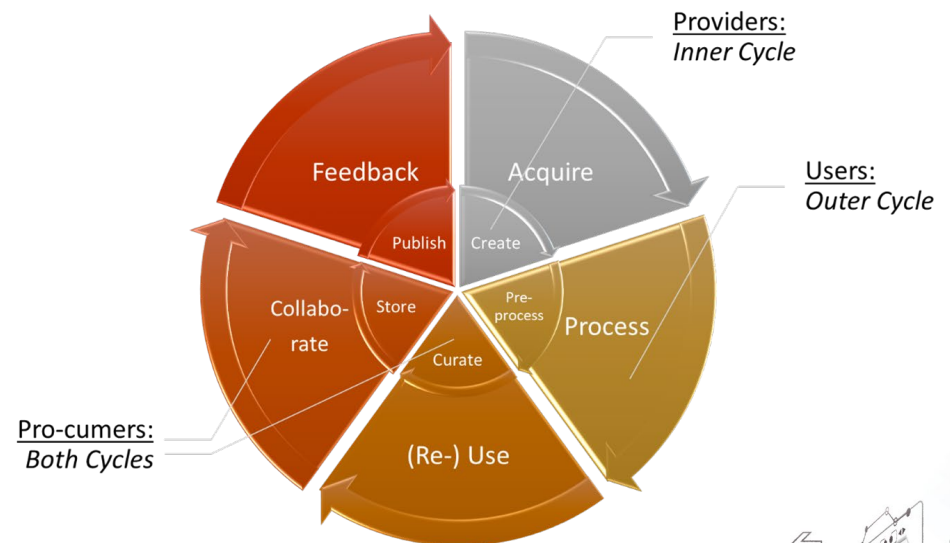 Providers:
Inner Cycle
Feedback
Acquire
Users:
Outer Cycle
Publish
Create
Collabo-
rate
Store
Pre-
process
Process
Curate
Pro-cumers:
Both Cycles
(Re-) Use